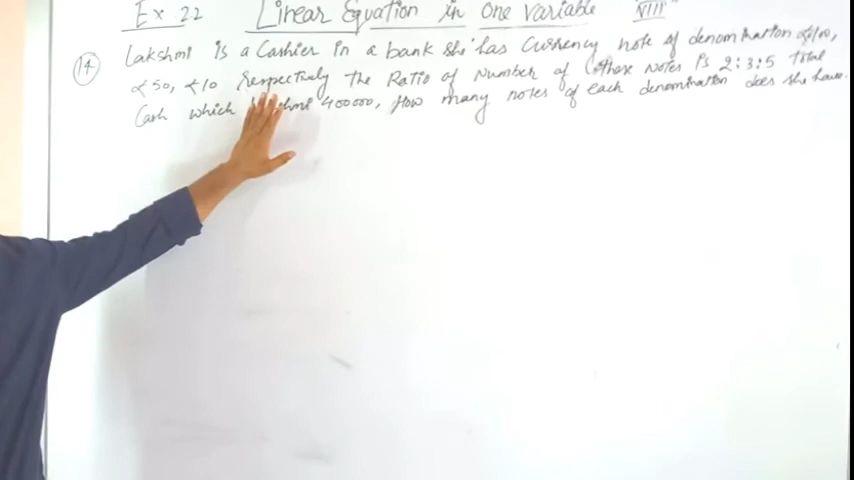 Ex 22 Linear Equation in One Variable VIII
14 Lakshmi is a Cashier in a bank she has Currency note of denomination ₹100,
₹50, ₹10 respectively the Ratio of Number of these Notes is 2:3:5 total
Cash which 400000, How many notes of each denomination does she have.